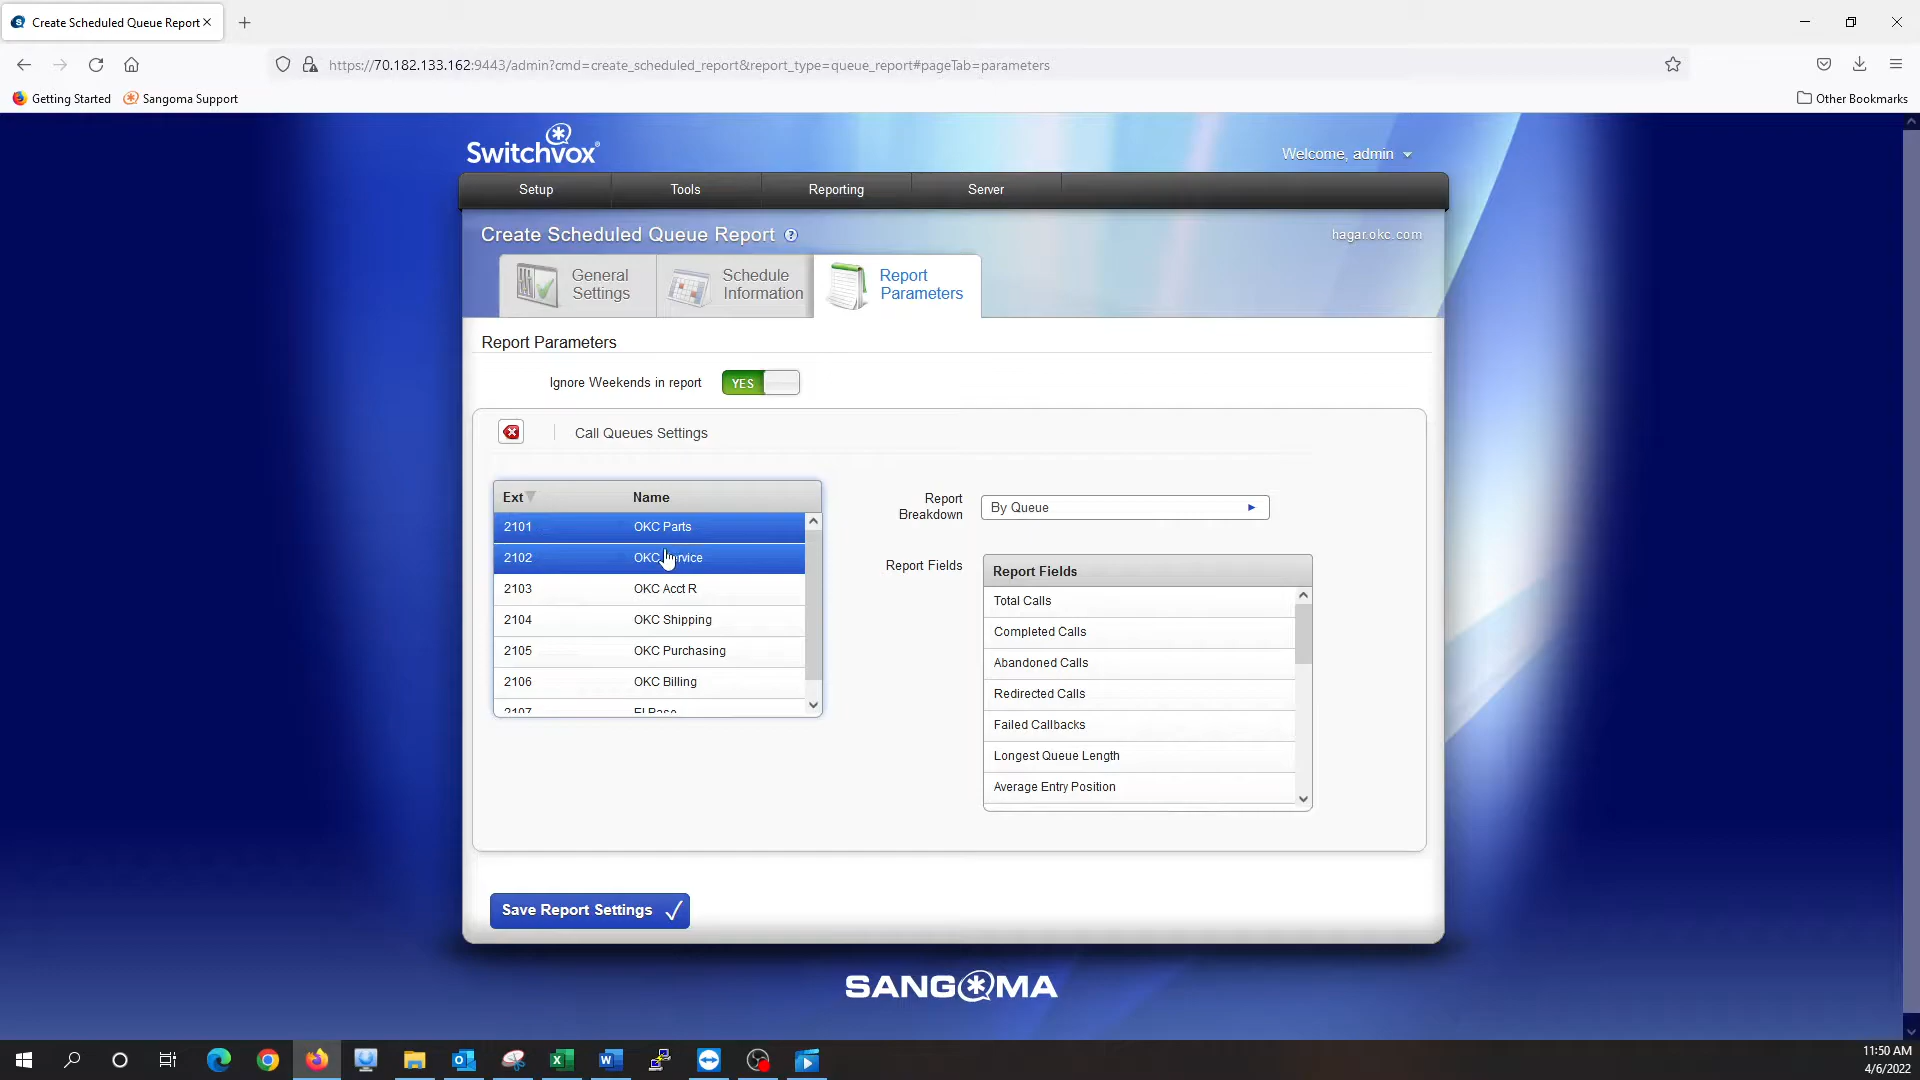 Create Scheduled Queue Report
https://70.182.133.162:9443/admin?cmd=create_scheduled_report&report_type=queue_report#pageTab=parameters
Getting Started
Sangoma Support
Other Bookmarks
Switchvox
Welcome, admin
Setup
Tools
Reporting
Server
Create Scheduled Queue Report
hagar.okc.com
General
Settings
Schedule
Information
Report
Parameters
Report Parameters
Ignore Weekends in report
YES
Call Queues Settings
Ext Name
2101 OKC Parts
2102 OKC
2103 OKC Acct R
2104 OKC Shipping
2105 OKC Purchasing
2106 OKC Billing
2107
Report
Breakdown
By Queue
Report Fields
Report Fields
Total Calls
Completed Calls
Abandoned Calls
Redirected Calls
Failed Callbacks
Longest Queue Length
Average Entry Position
Save Report Settings
SANGOMA
11:50 AM
4/6/2022